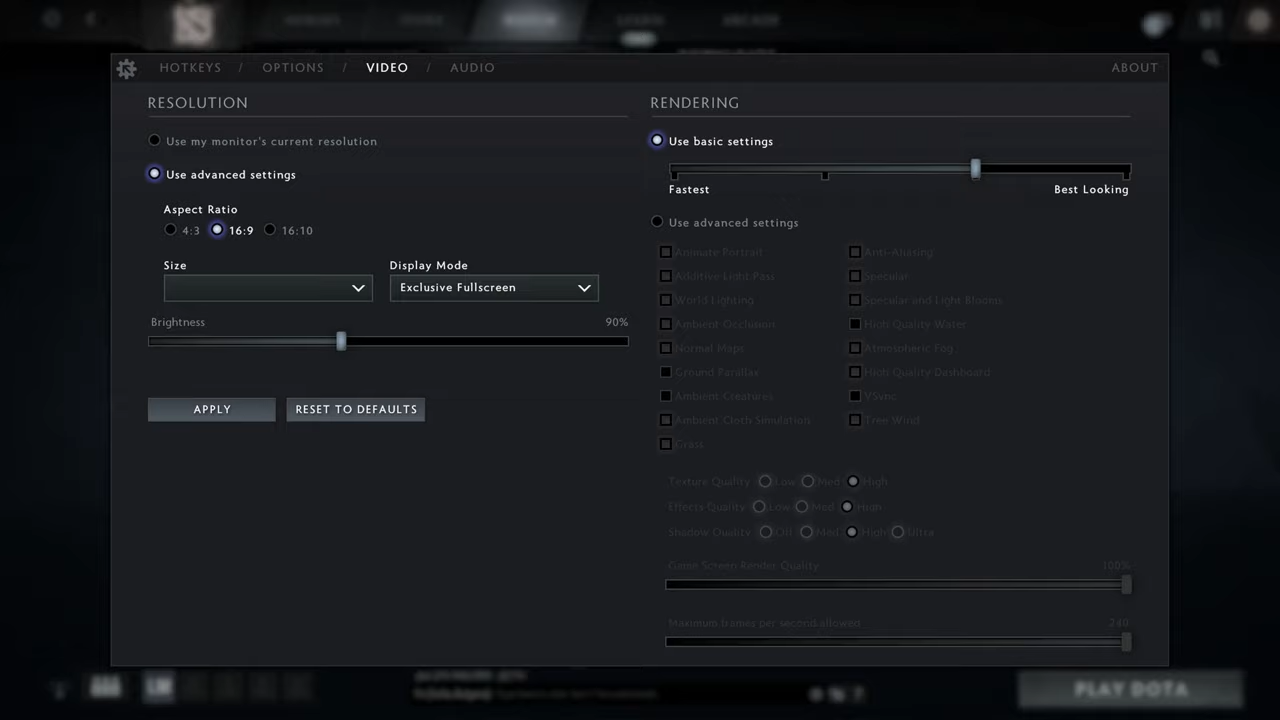 HOTKEYS / OPTIONS / VIDEO / AUDIO ABOUT
RESOLUTION
Use my monitor's current resolution
Use advanced settings
Aspect Ratio
4:3 16:9 16:10
Size Display Mode
Exclusive Fullscreen
Brightness 90%
APPLY RESET TO DEFAULTS
RENDERING
Use basic settings
Fastest Best Looking
Use advanced settings
Animate Portrait Anti-Aliasing
Additive Light Pass Specular
World Lighting Specular and Light Blooms
Ambient Occlusion High Quality Water
Normal Maps Atmospheric Fog
Ground Parallax High Quality Dashboard
Ambient Creatures VSync
Ambient Cloth Simulation Tree Wind
Grass
Texture Quality Low Med High
Effects Quality Low Med High
Shadow Quality Off Med High Ultra
Game Screen Render Quality 100%
Maximum frames per second allowed 240
PLAY DOTA